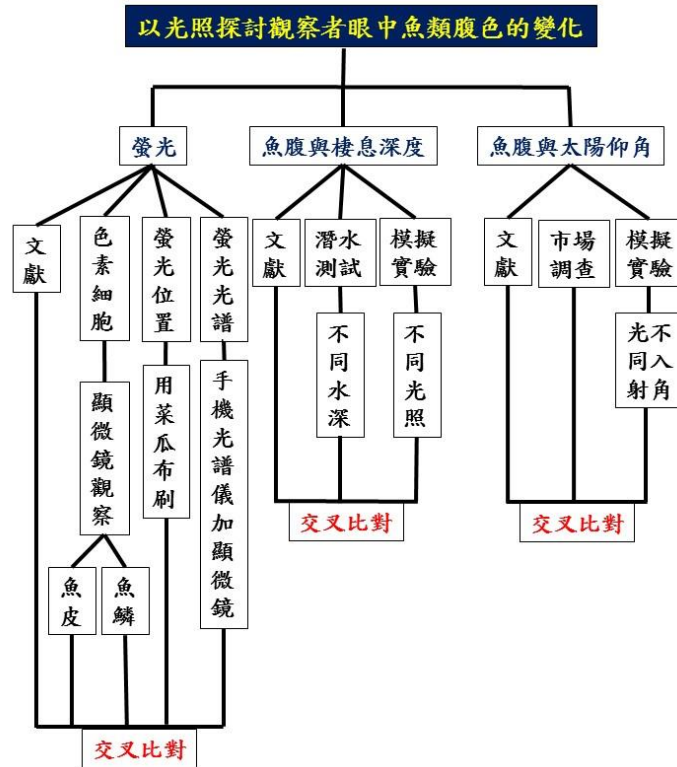 以光照探討觀察者眼中魚類腹色的變化
螢光
魚腹與棲息深度
魚腹與太陽仰角
文獻
色素細胞
螢光位置
螢光光譜
文獻
潛水
測試
模擬
實驗
文獻
市場
調查
模擬
實驗
顯微鏡觀察
用菜瓜布刷
手機光譜儀加顯微鏡
不同水深
不同光照
光不
同入
射角
魚皮
魚鱗
交叉比對
交叉比對
交叉比對